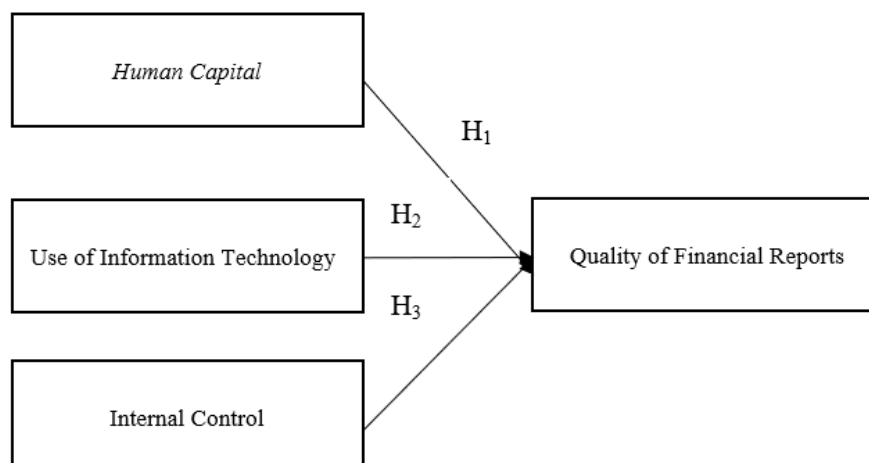 Human Capital
H₁
H₂
Use of Information Technology
Quality of Financial Reports
H₃
Internal Control